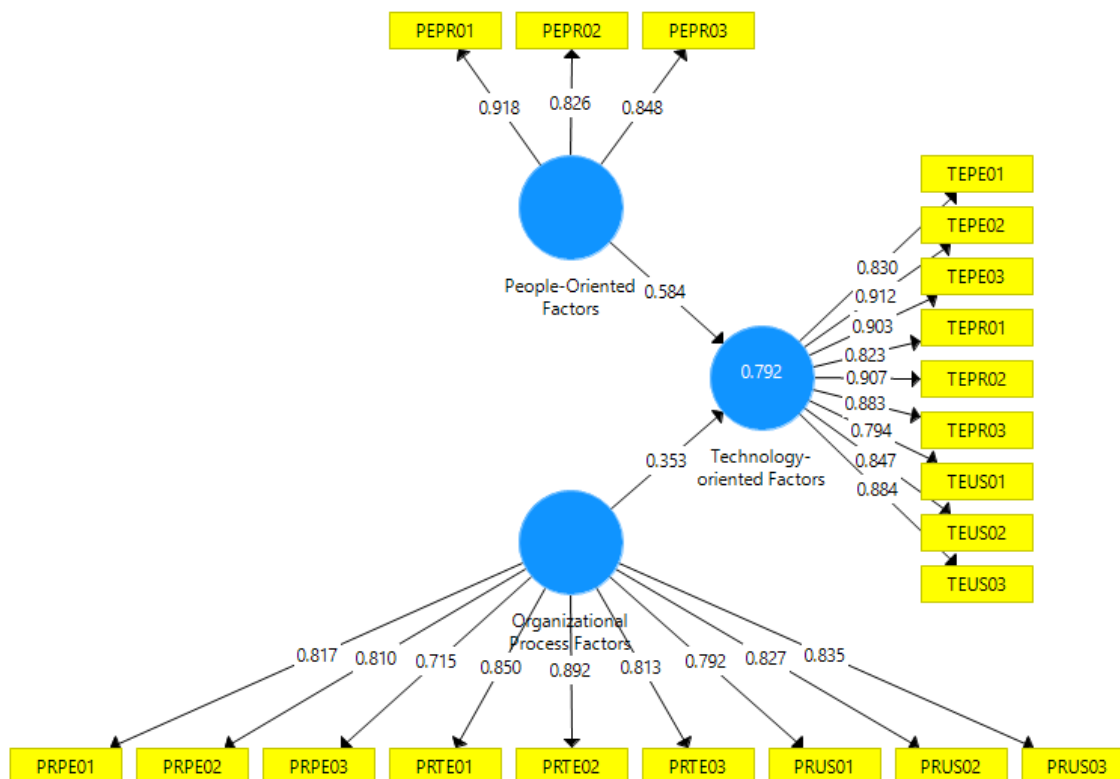 PEPR01 PEPR02 PEPR03
0.918 0.826 0.848
People-Oriented
Factors
0.584
TEPE01
TEPE02
TEPE03
TEPR01
TEPR02
TEPR03
TEUS01
TEUS02
TEUS03
0.830
0.912
0.903
0.823
0.907
0.883
0.794
0.847
0.884
0.792
Technology-
oriented Factors
0.353
Organizational
Process Factors
0.817 0.810 0.715 0.850 0.892 0.813 0.792 0.827 0.835
PRPE01 PRPE02 PRPE03 PRTE01 PRTE02 PRTE03 PRUS01 PRUS02 PRUS03